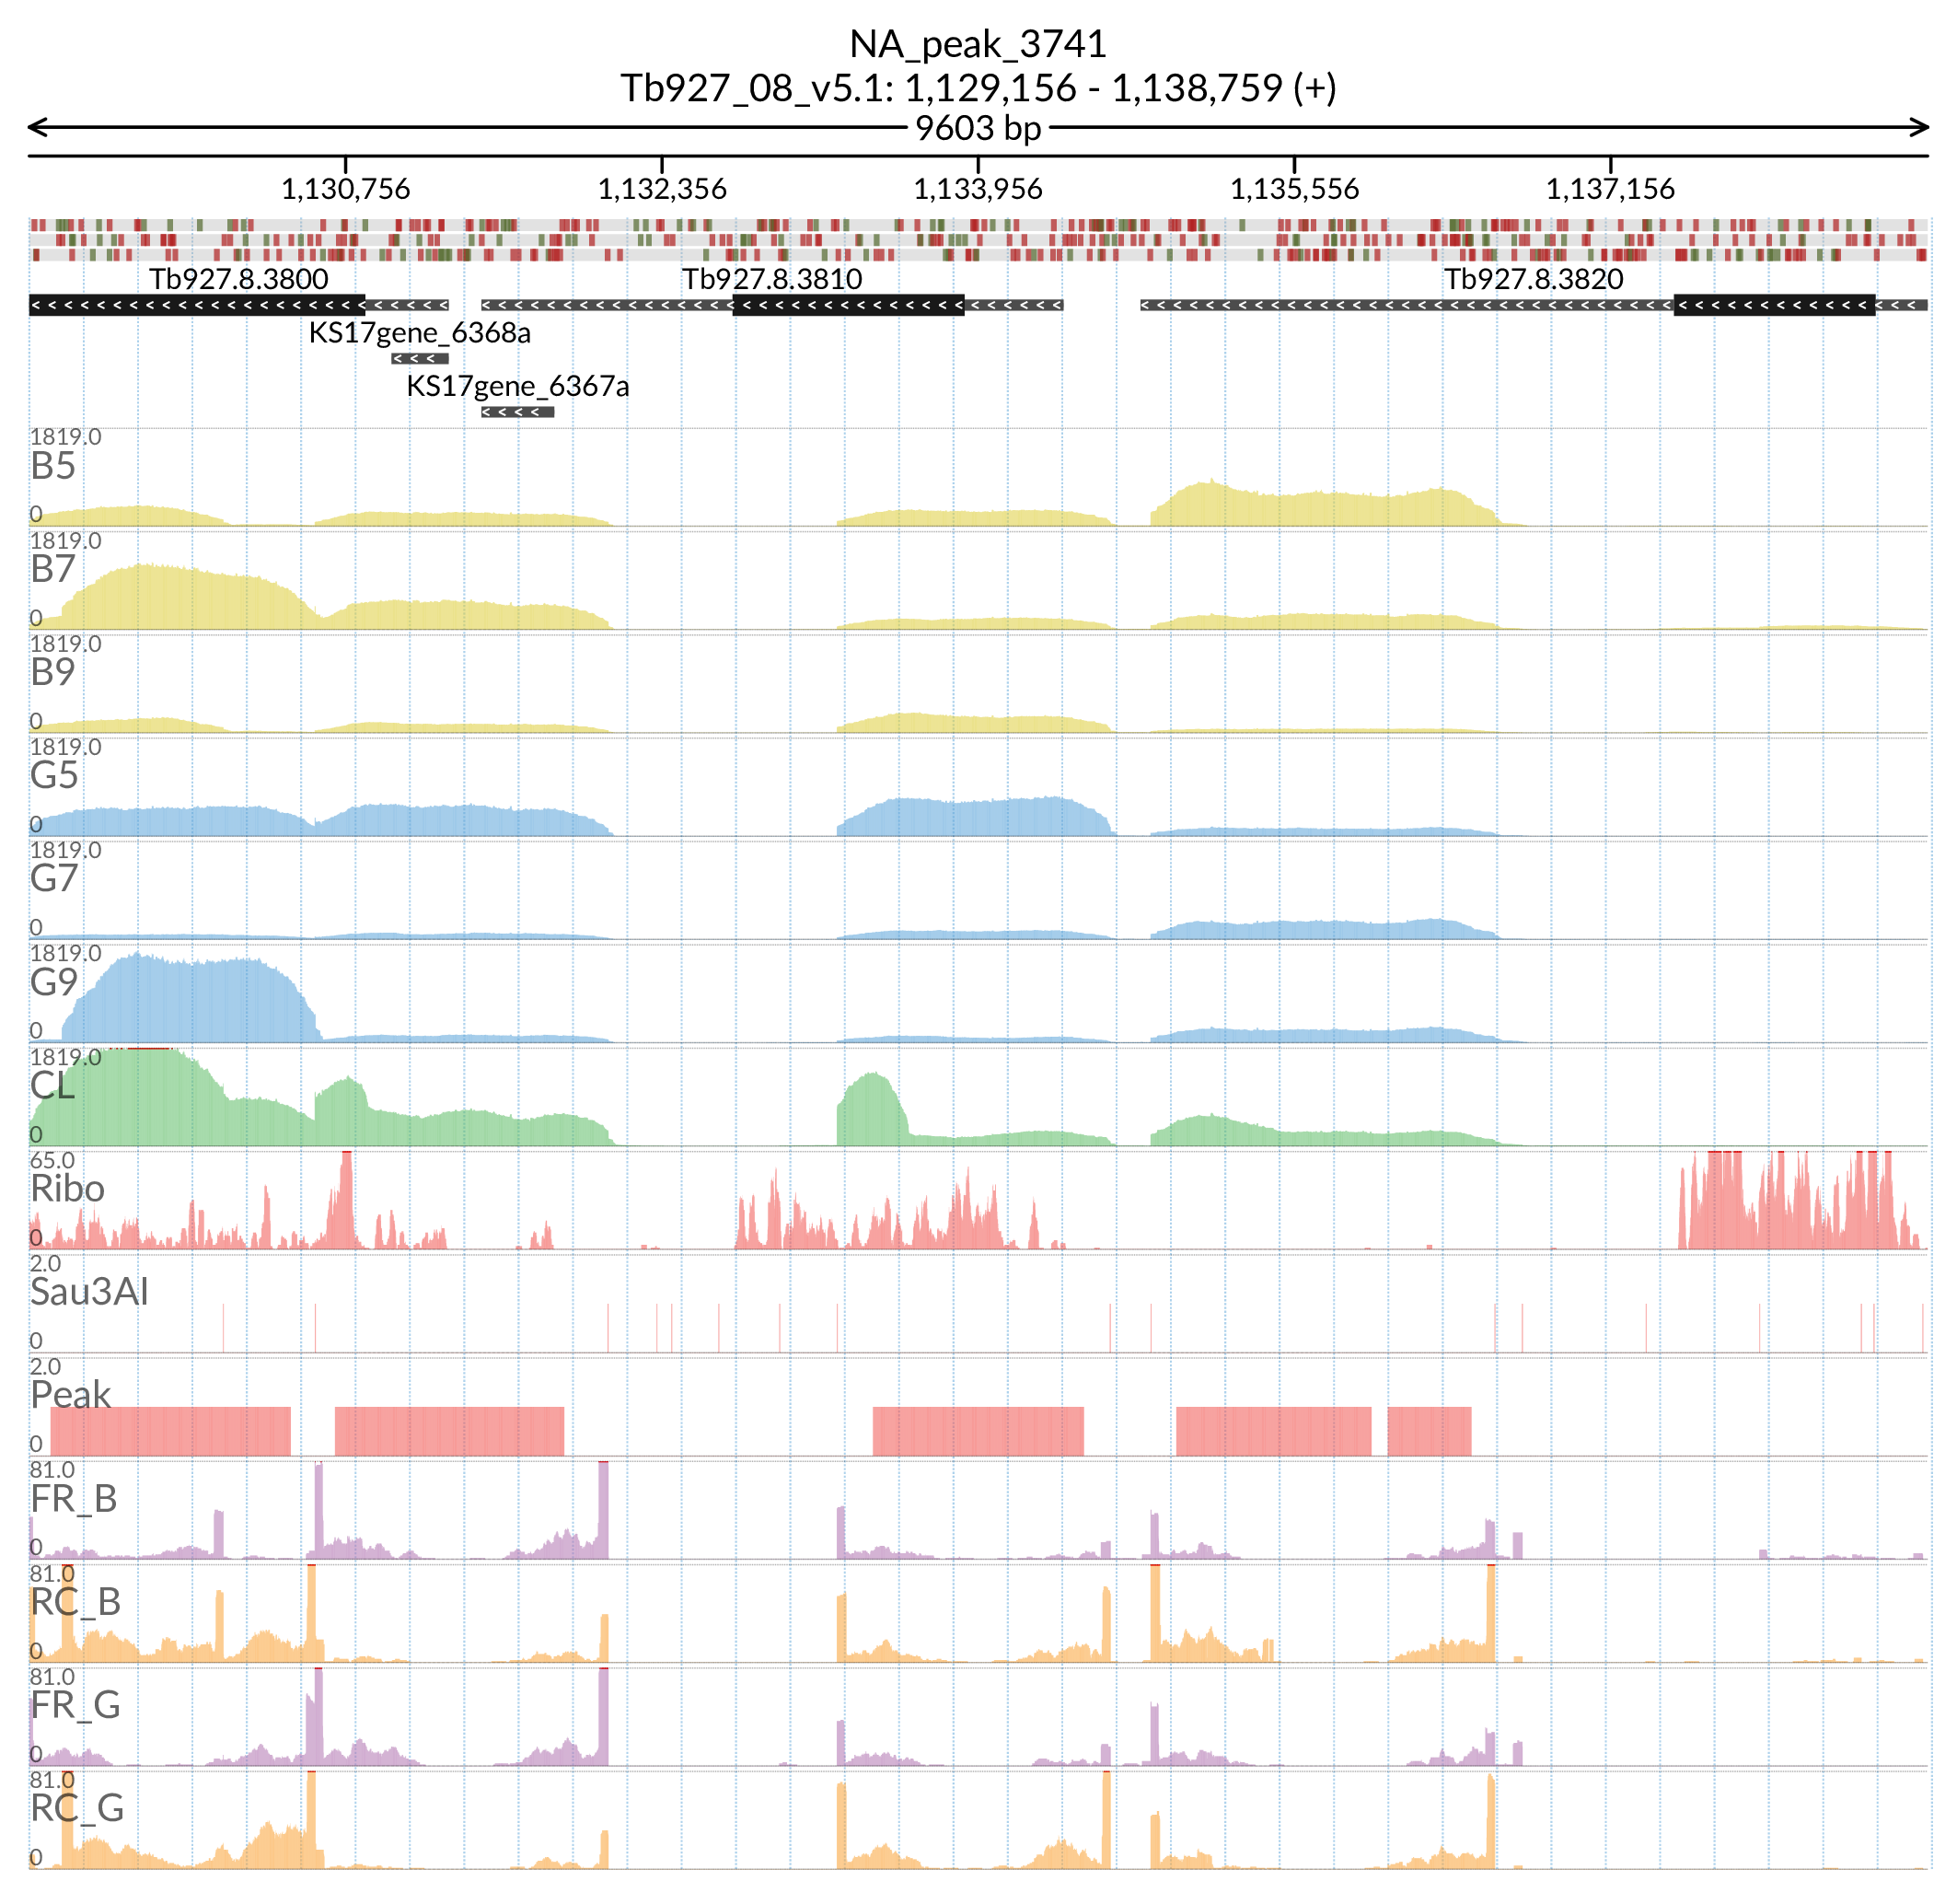 NA_peak_3741
Tb927_08_v5.1: 1,129,156 - 1,138,759 (+)
9603 bp
1,130,756 1,132,356 1,133,956 1,135,556 1,137,156
Tb927.8.3800 Tb927.8.3810 Tb927.8.3820
KS17gene_6368a
KS17gene_6367a
1819.0
B5
0
1819.0
B7
0
1819.0
B9
0
1819.0
G5
0
1819.0
G7
0
1819.0
G9
0
1819.0
CL
0
65.0
Ribo
0
2.0
Sau3AI
0
2.0
Peak
0
81.0
FR_B
0
81.0
RC_B
0
81.0
FR_G
0
81.0
RC_G
0